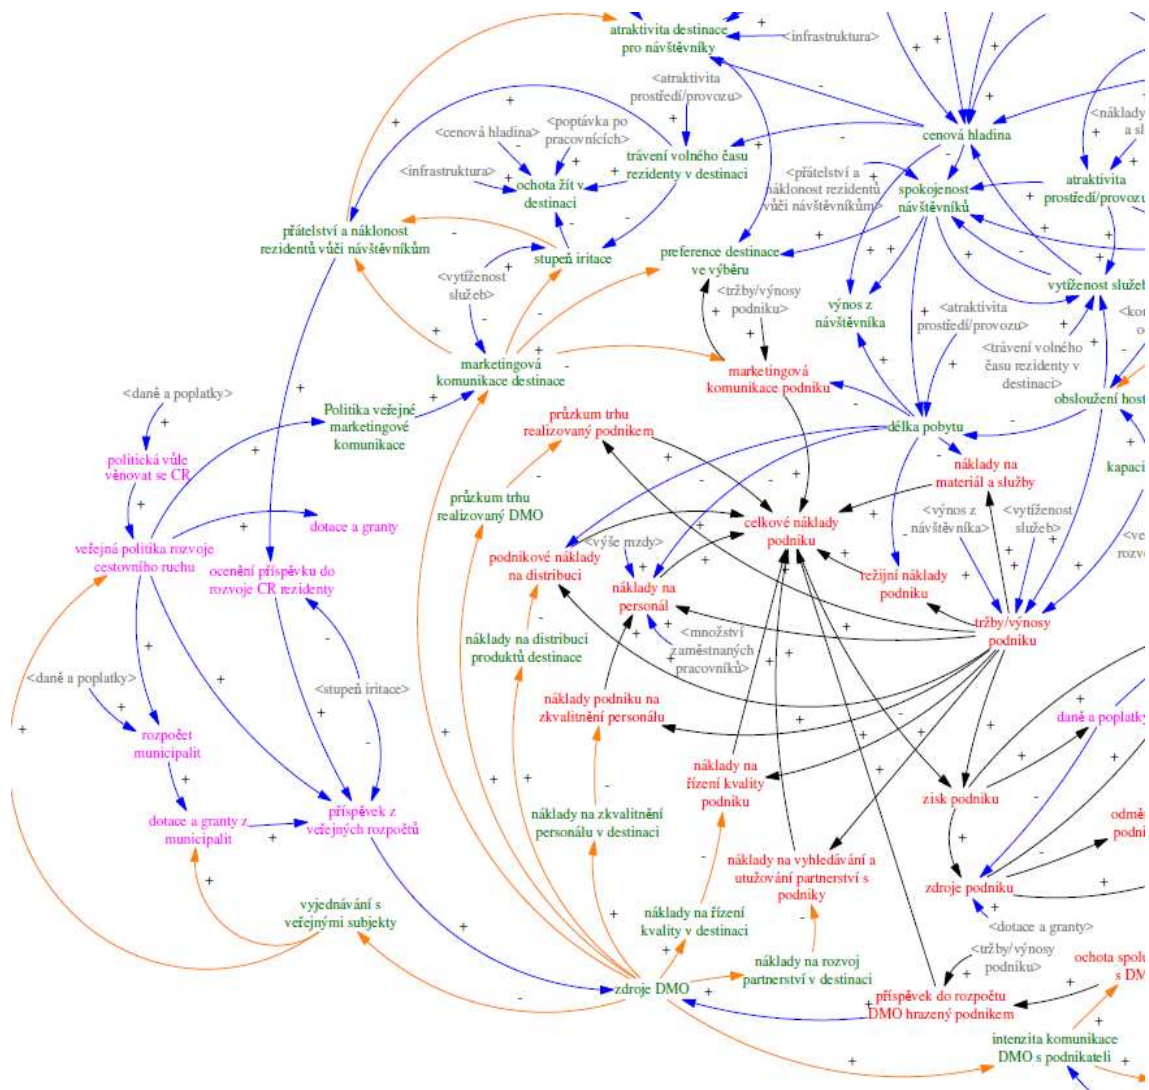 atraktivita destinace
pro návštěvníky
<infrastruktura>
<atraktivita
prostředí/provozu>
<cenová hladina>
<poptávka po
pracovnících>
<infrastruktura>
ochota žít v
destinaci
trávení volného času
rezidenty v destinaci
cenová hladina
<náklady
<přátelství a
náklonost rezidentů
vůči návštěvníkům>
spokojenost
návštěvníků
atraktivita
prostředí/provozu
přátelství a náklonost
rezidentů vůči návštěvníkům
stupeň iritace
preference destinace
ve výběru
<vytíženost
služeb>
<tržby/výnosy
podniku>
výnos z
návštěvníka
<atraktivita
prostředí/provozu>
vytíženost služeb
<trávení volného
času rezidenty v
destinaci>
marketingová
komunikace destinace
marketingová
komunikace podniku
obsloužení host
<daně a poplatky>
Politika veřejné
marketingové
komunikace
průzkum trhu
realizovaný podnikem
délka pobytu
politická vůle
věnovat se CR
průzkum trhu
realizovaný DMO
náklady na
materiál a služby
kapaci
veřejná politika rozvoje
cestovního ruchu
dotace a granty
celkové náklady
podniku
<výnos z
návštěvníka>
<vytíženost
služeb>
podnikové náklady
na distribuci
<výše mzdy>
ocenění příspěvku do
rozvoje CR rezidenty
náklady na
personál
režijní náklady
podniku
tržby/výnosy
podniku
náklady na distribuci
produktů destinace
<množství
zaměstnaných
pracovníků>
<daně a poplatky>
<stupeň iritace>
náklady podniku na
zkvalitnění personálu
daně a poplatky
rozpočet
municipalit
náklady na
řízení kvality
podniku
zisk podniku
dotace a granty z
municipalit
příspěvek z
veřejných rozpočtů
náklady na zkvalitnění
personálu v destinaci
odmě
podni
náklady na vyhledávání a
utužování partnerství s
podniky
zdroje podniku
vyjednávání s
veřejnými subjekty
náklady na řízení
kvality v destinaci
<dotace a granty>
<tržby/výnosy
podniku>
náklady na rozvoj
partnerství v destinaci
ochota spolu
s DM
zdroje DMO
příspěvek do rozpočtu
DMO hrazený podnikem
intenzita komunikace
DMO s podnikateli